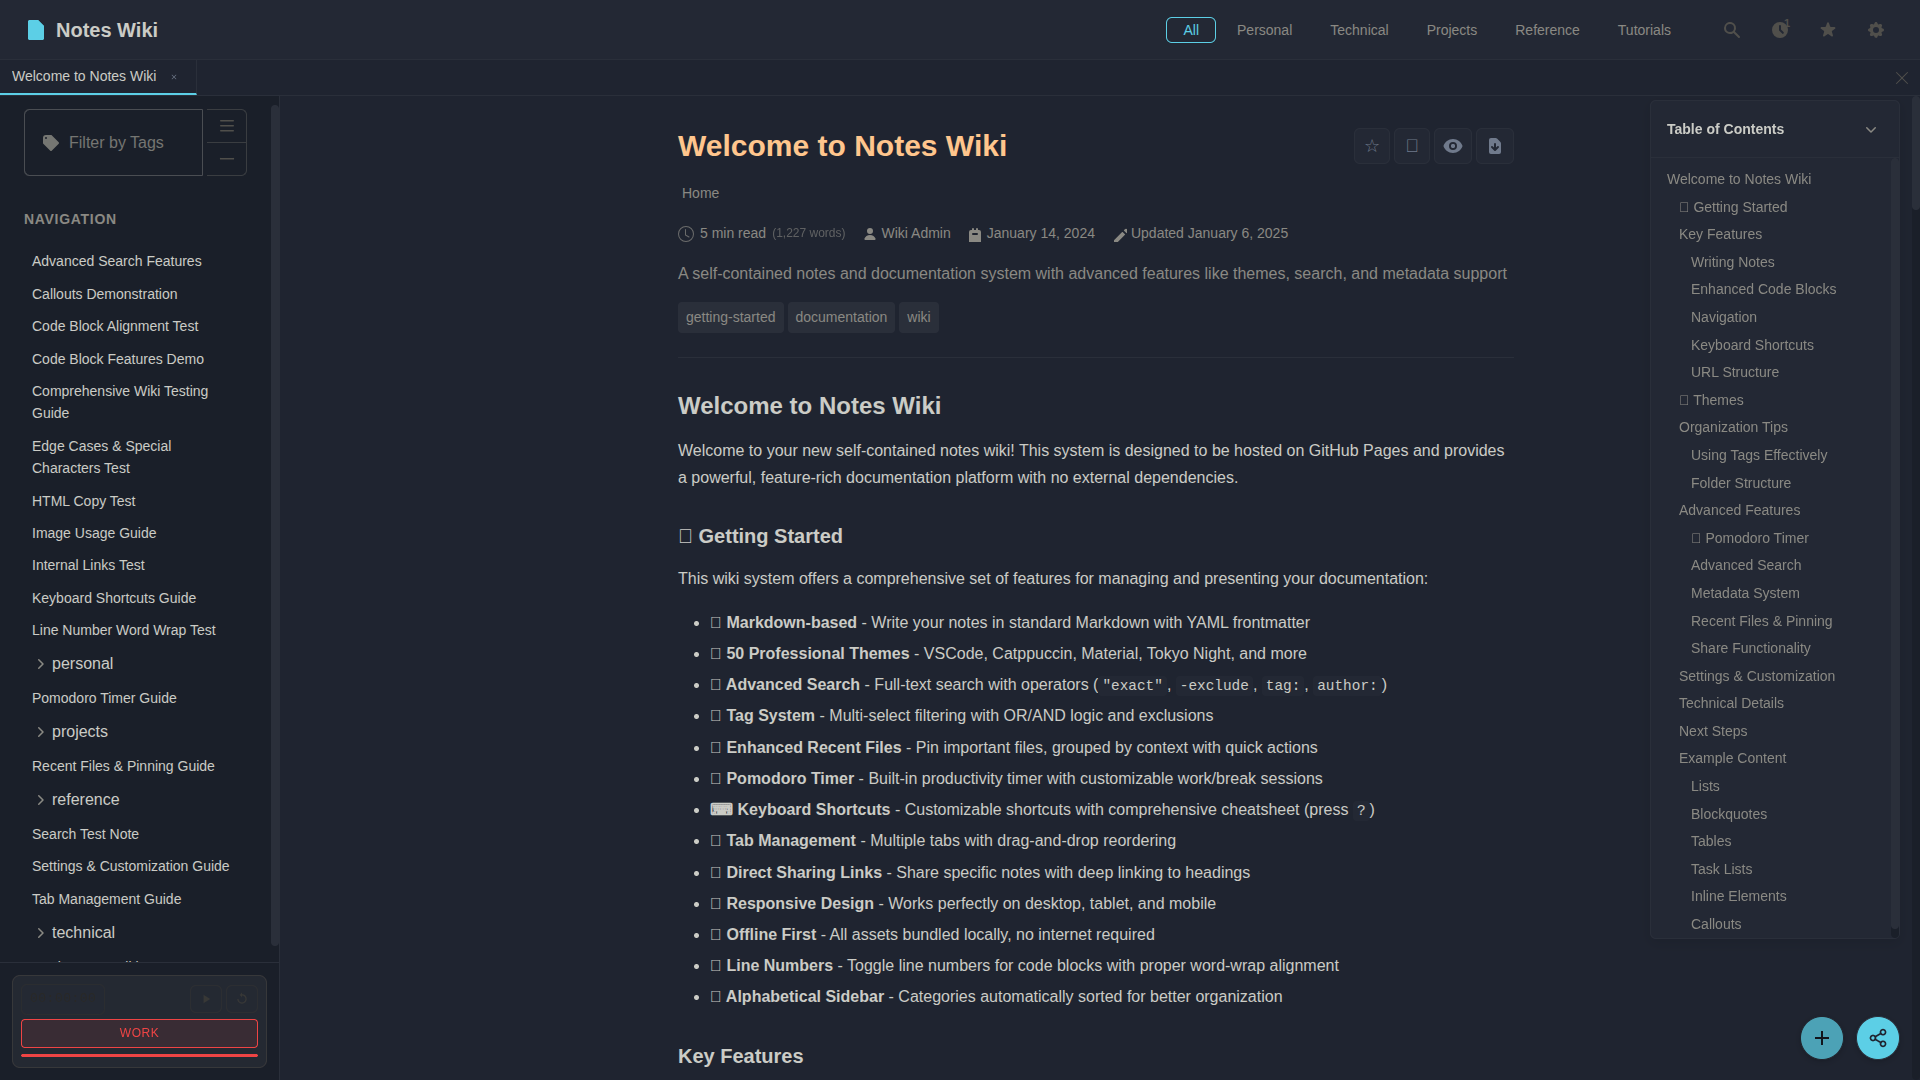 Notes Wiki
All
Personal
Technical
Projects
Reference
Tutorials
1
Welcome to Notes Wiki ×
Filter by Tags
NAVIGATION
Advanced Search Features
Callouts Demonstration
Code Block Alignment Test
Code Block Features Demo
Comprehensive Wiki Testing
Guide
Edge Cases & Special
Characters Test
HTML Copy Test
Image Usage Guide
Internal Links Test
Keyboard Shortcuts Guide
Line Number Word Wrap Test
personal
Pomodoro Timer Guide
projects
Recent Files & Pinning Guide
reference
Search Test Note
Settings & Customization Guide
Tab Management Guide
technical
WORK
Welcome to Notes Wiki
Home
5 min read (1,227 words) Wiki Admin January 14, 2024 Updated January 6, 2025
A self-contained notes and documentation system with advanced features like themes, search, and metadata support
getting-started documentation wiki
Welcome to Notes Wiki
Welcome to your new self-contained notes wiki! This system is designed to be hosted on GitHub Pages and provides
a powerful, feature-rich documentation platform with no external dependencies.
Getting Started
This wiki system offers a comprehensive set of features for managing and presenting your documentation:
• Markdown-based - Write your notes in standard Markdown with YAML frontmatter
• 50 Professional Themes - VSCode, Catppuccin, Material, Tokyo Night, and more
• Advanced Search - Full-text search with operators ("exact", -exclude, tag:, author:)
• Tag System - Multi-select filtering with OR/AND logic and exclusions
• Enhanced Recent Files - Pin important files, grouped by context with quick actions
• Pomodoro Timer - Built-in productivity timer with customizable work/break sessions
• ⌨ Keyboard Shortcuts - Customizable shortcuts with comprehensive cheatsheet (press ?)
• Tab Management - Multiple tabs with drag-and-drop reordering
• Direct Sharing Links - Share specific notes with deep linking to headings
• Responsive Design - Works perfectly on desktop, tablet, and mobile
• Offline First - All assets bundled locally, no internet required
• Line Numbers - Toggle line numbers for code blocks with proper word-wrap alignment
• Alphabetical Sidebar - Categories automatically sorted for better organization
Key Features
Table of Contents
Welcome to Notes Wiki
Getting Started
Key Features
Writing Notes
Enhanced Code Blocks
Navigation
Keyboard Shortcuts
URL Structure
Themes
Organization Tips
Using Tags Effectively
Folder Structure
Advanced Features
Pomodoro Timer
Advanced Search
Metadata System
Recent Files & Pinning
Share Functionality
Settings & Customization
Technical Details
Next Steps
Example Content
Lists
Blockquotes
Tables
Task Lists
Inline Elements
Callouts